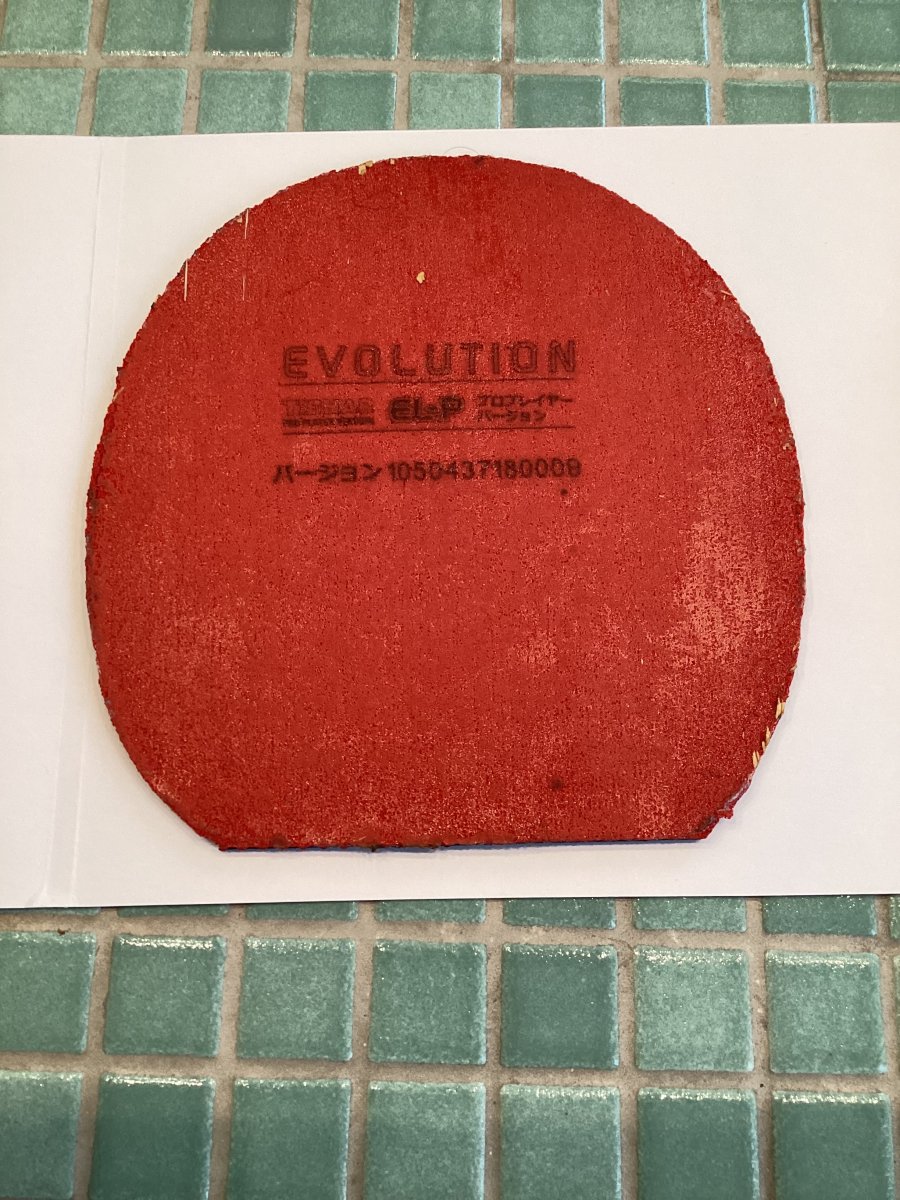 EVOLUTION
TIBHAR EL-P プロプレイヤー
バージョン
バージョン 1050437180009